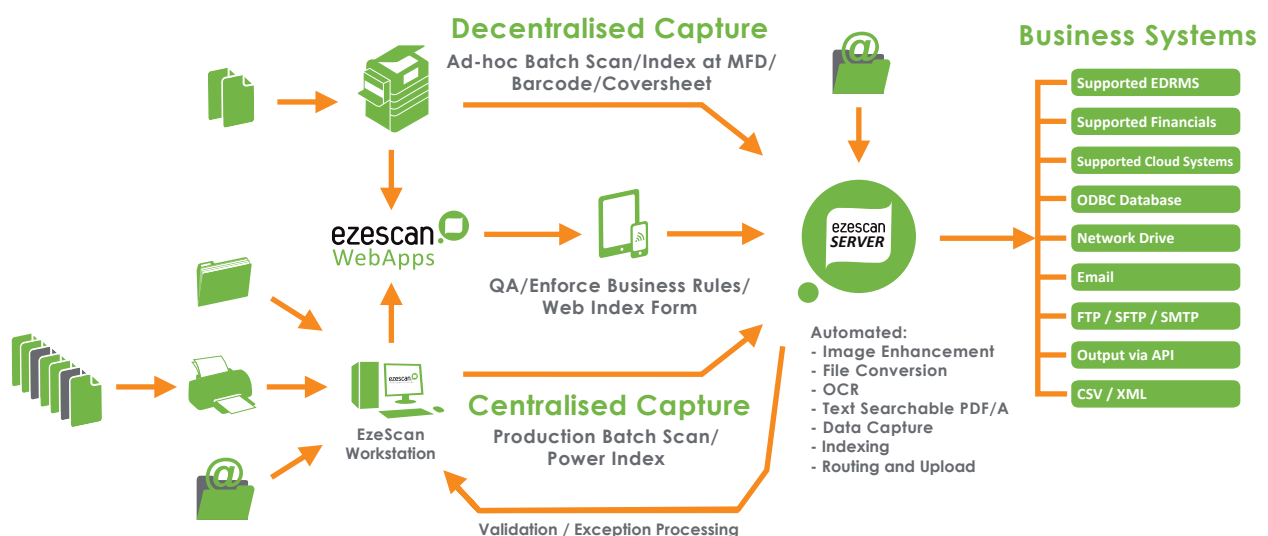 Decentralised Capture
Ad-hoc Batch Scan/Index at MFD/
Barcode/Coversheet
@
Business Systems
Supported EDRMS
Supported Financials
Supported Cloud Systems
ODBC Database
Network Drive
Email
FTP / SFTP / SMTP
Output via API
CSV / XML
ezescan
WebApps
QA/Enforce Business Rules/
Web Index Form
ezescan
SERVER
Automated:
- Image Enhancement
- File Conversion
- OCR
- Text Searchable PDF/A
- Data Capture
- Indexing
- Routing and Upload
ezescan
EzeScan
Workstation
Centralised Capture
Production Batch Scan/
Power Index
@
Validation / Exception Processing